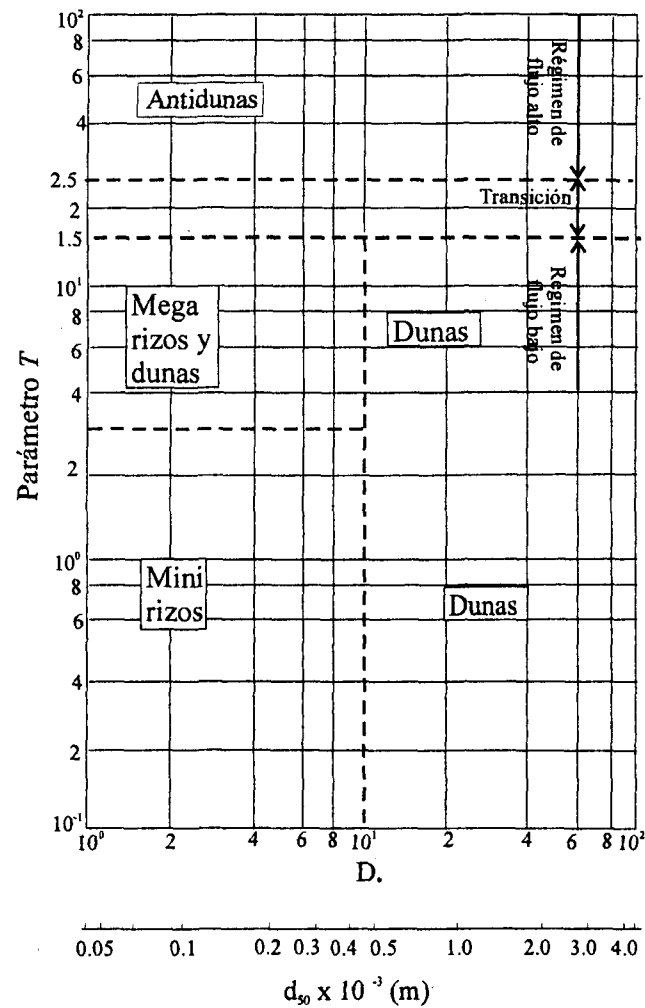 10²
8
6
4
2.5
2
1.5
10¹
8
6
4
2
10⁰
8
6
4
2
10⁻¹
Parámetro T
Antidunas
Régimen de
flujo alto
Transición
Régimen de
flujo bajo
Mega
rizos y
dunas
Dunas
Mini
rizos
Dunas
10⁰ 2 4 6 8 10¹ 2 4 6 8 10²
D.
0.05 0.1 0.2 0.3 0.4 0.5 1.0 2.0 3.0 4.0
d₅₀ x 10⁻³ (m)